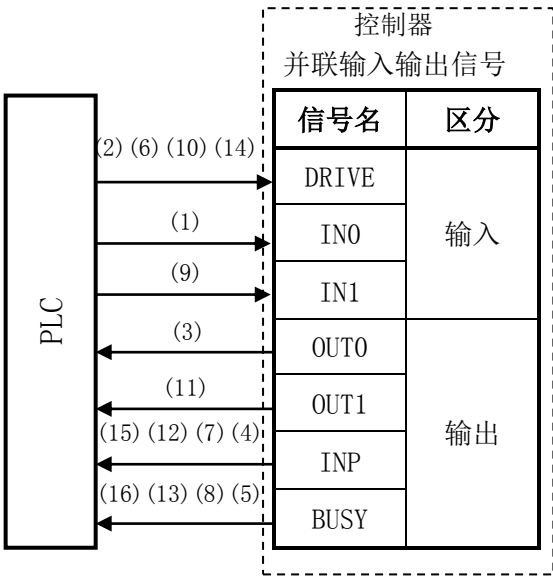 控制器
并联输入输出信号
信号名 区分
(2) (6) (10) (14) DRIVE
(1) IN0 输入
(9) IN1
PLC
(3) OUT0
(11) OUT1
(15) (12) (7) (4) INP 输出
(16) (13) (8) (5) BUSY